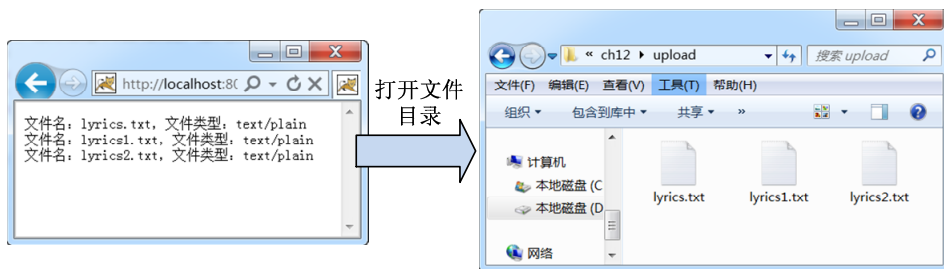 http://localhost:80
文件名：lyrics.txt，文件类型：text/plain
文件名：lyrics1.txt，文件类型：text/plain
文件名：lyrics2.txt，文件类型：text/plain
打开文件
目录
« ch12 upload
搜索 upload
文件(F) 编辑(E) 查看(V) 工具(T) 帮助(H)
组织 包含到库中 共享 »
计算机
本地磁盘 (C
本地磁盘 (D
网络
lyrics.txt lyrics1.txt lyrics2.txt